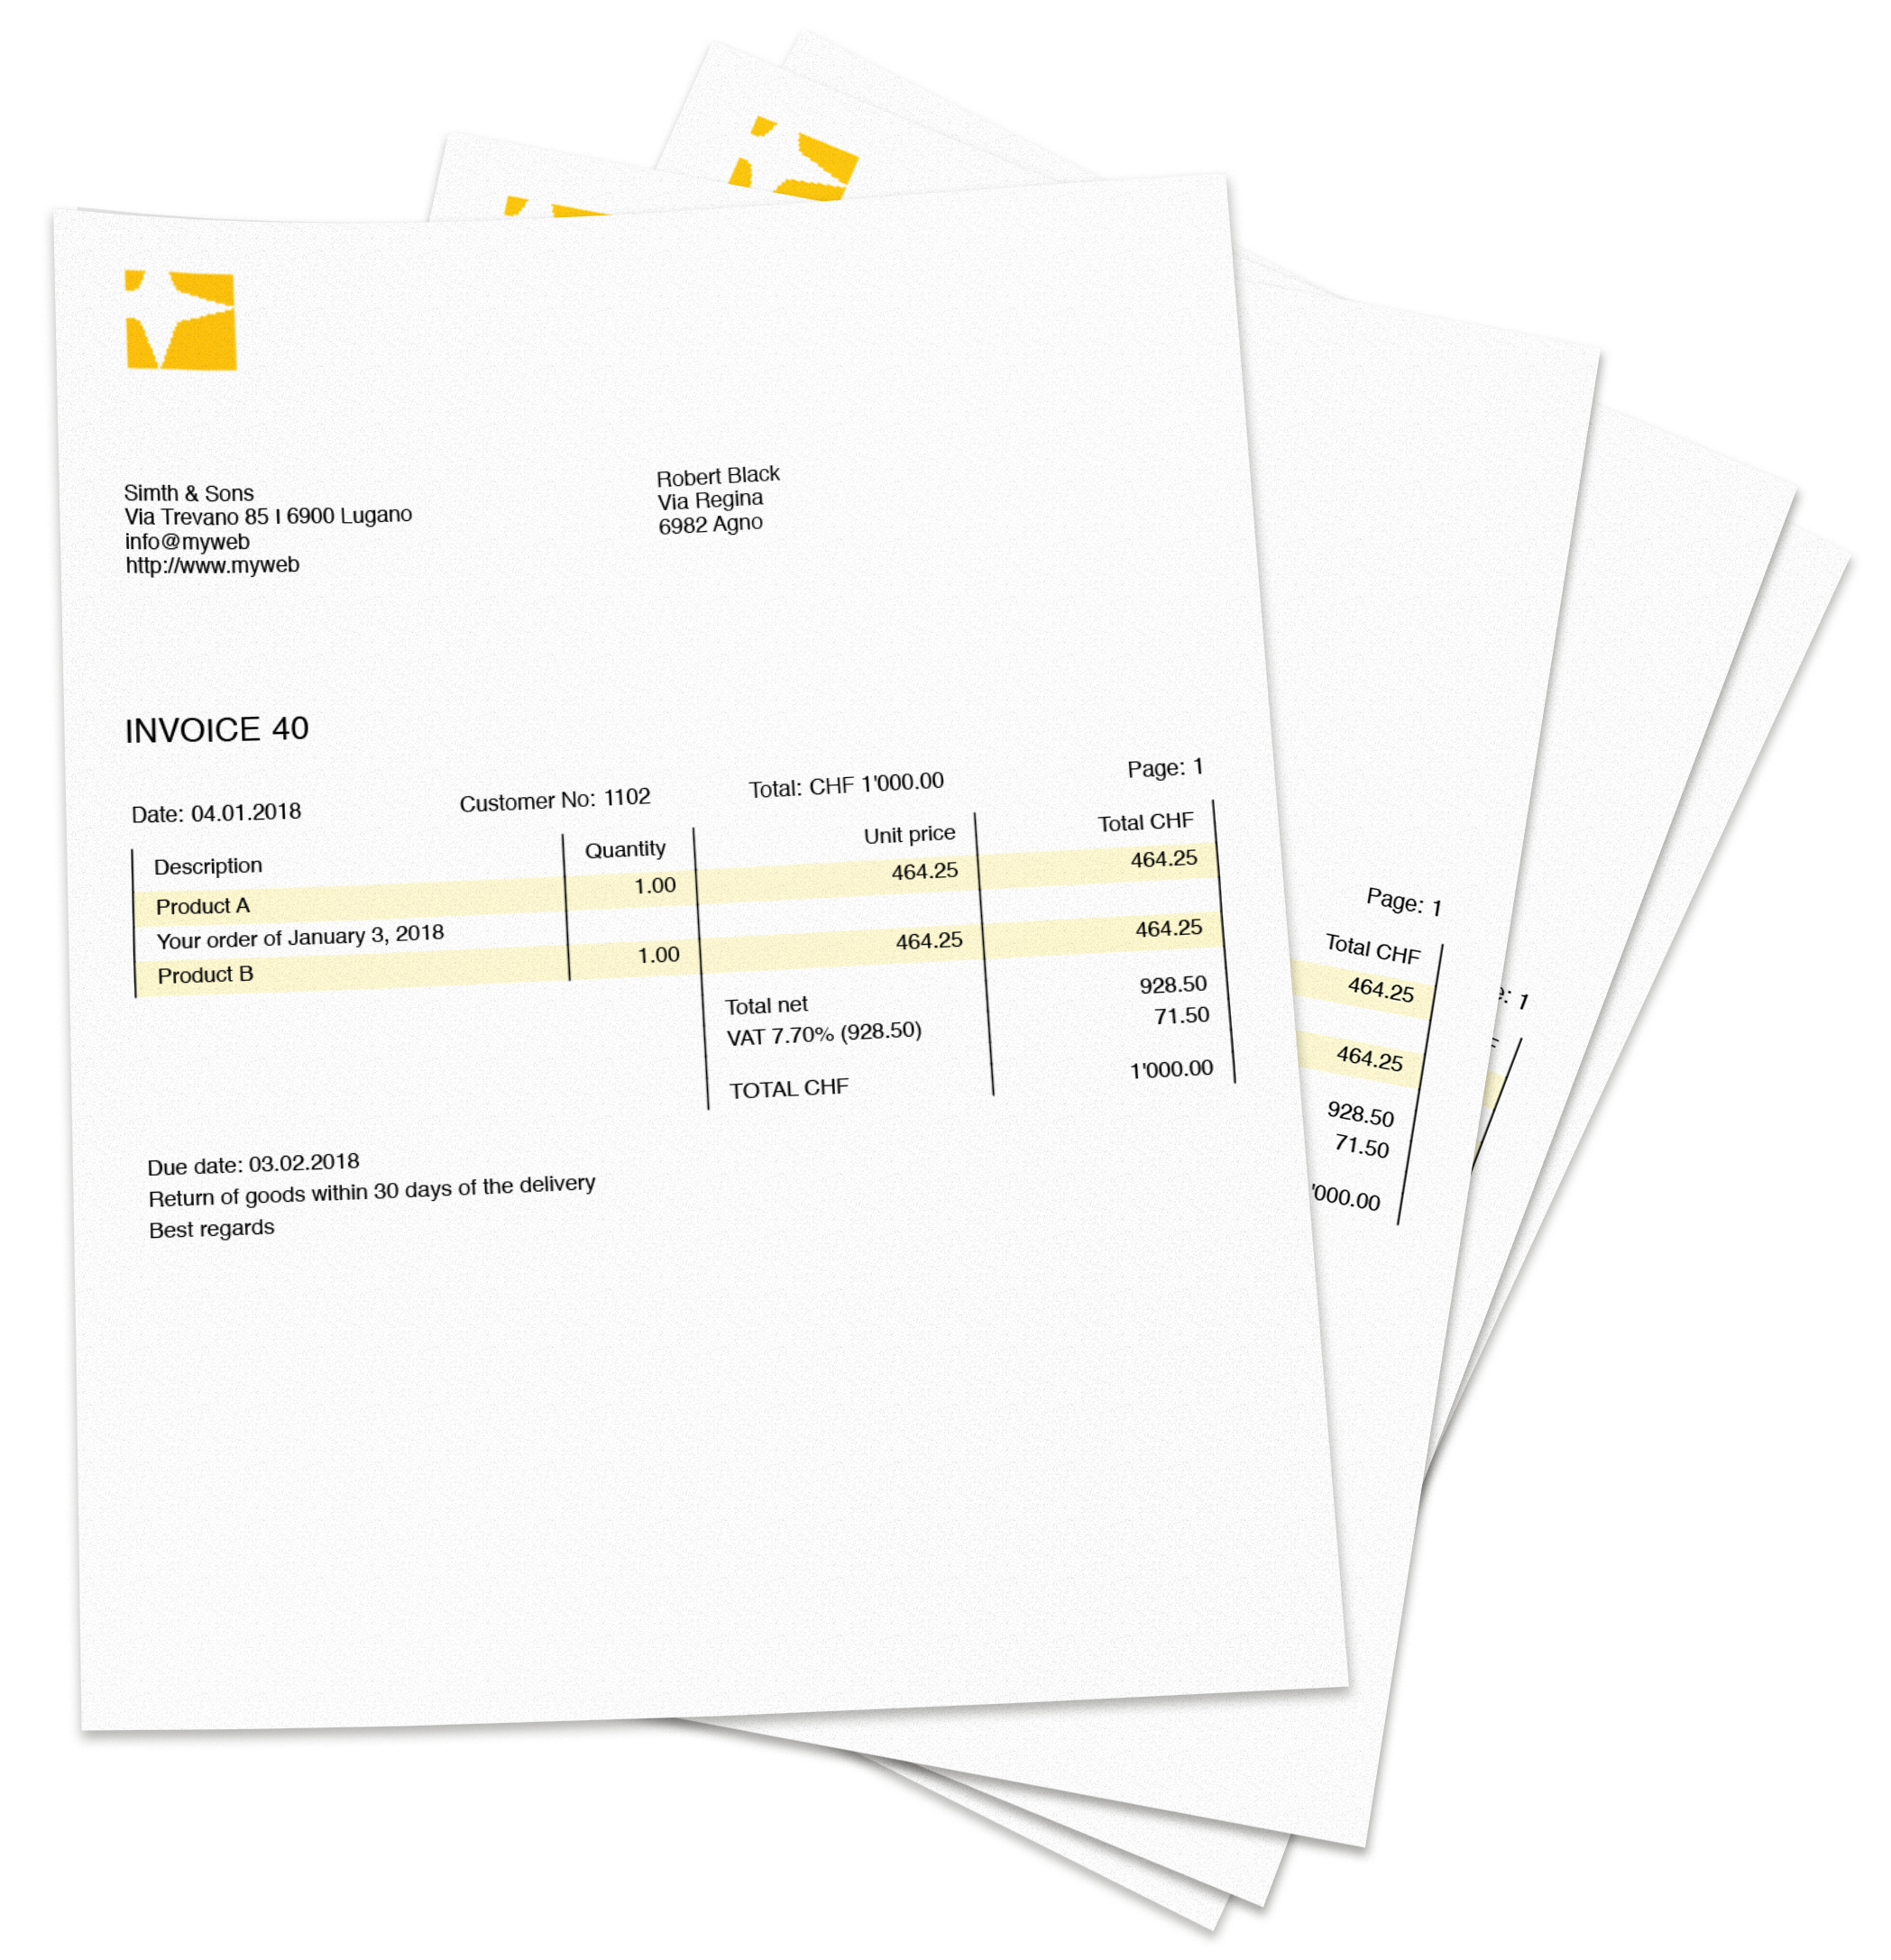 Simth & Sons
Via Trevano 85 I 6900 Lugano
info@myweb
http://www.myweb
Robert Black
Via Regina
6982 Agno
INVOICE 40
Date: 04.01.2018 Customer No: 1102 Total: CHF 1'000.00 Page: 1
Description Quantity Unit price Total CHF
Product A 1.00 464.25 464.25
Your order of January 3, 2018
Product B 1.00 464.25 464.25
Total net 928.50
VAT 7.70% (928.50) 71.50
TOTAL CHF 1'000.00
Due date: 03.02.2018
Return of goods within 30 days of the delivery
Best regards
Page: 1
Total CHF
464.25
464.25
928.50
71.50
'000.00
: 1